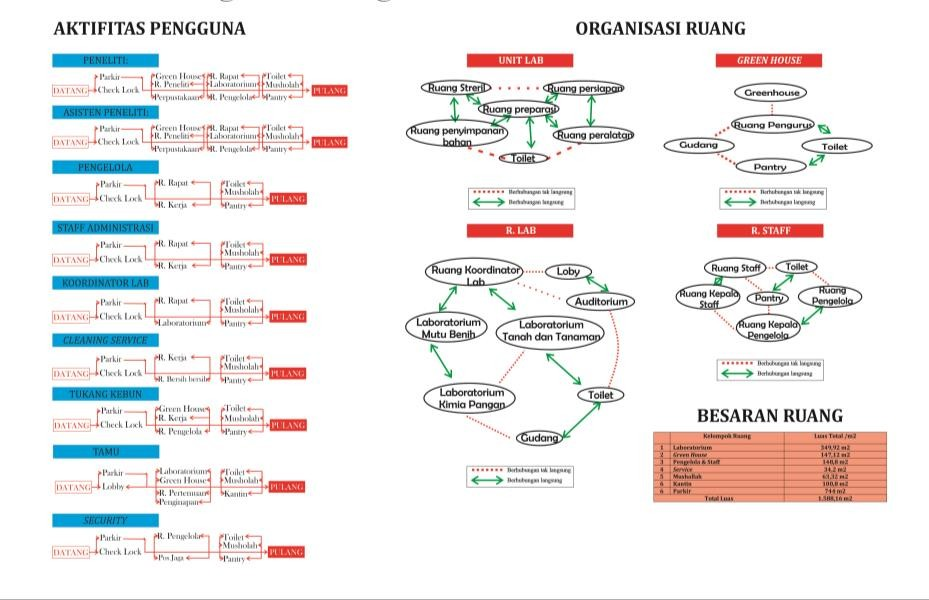 AKTIFITAS PENGGUNA
PENELITI:
DATANG
Parkir
Check Lock
Green House
R. Peneliti
Perpustakaan
R. Rapat
Laboratorium
R. Pengelola
Toilet
Musholah
Pantry
PULANG
ASISTEN PENELITI:
DATANG
Parkir
Check Lock
Green House
R. Peneliti
Perpustakaan
R. Rapat
Laboratorium
R. Pengelola
Toilet
Musholah
Pantry
PULANG
PENGELOLA
DATANG
Parkir
Check Lock
R. Rapat
R. Kerja
Toilet
Musholah
Pantry
PULANG
STAFF ADMINISTRASI
DATANG
Parkir
Check Lock
R. Rapat
R. Kerja
Toilet
Musholah
Pantry
PULANG
KOORDINATOR LAB
DATANG
Parkir
Check Lock
R. Rapat
Laboratorium
Toilet
Musholah
Pantry
PULANG
CLEANING SERVICE
DATANG
Parkir
Check Lock
R. Kerja
R. Bersih bersih
Toilet
Musholah
Pantry
PULANG
TUKANG KEBUN
DATANG
Parkir
Check Lock
Green House
R. Kerja
R. Pengelola
Toilet
Musholah
Pantry
PULANG
TAMU
DATANG
Parkir
Lobby
Laboratorium
Green House
R. Pertemuan
Penginapan
Toilet
Musholah
Kantin
PULANG
SECURITY
DATANG
Parkir
Check Lock
R. Pengelola
Pos Jaga
Toilet
Musholah
Pantry
PULANG
ORGANISASI RUANG
UNIT LAB
Ruang Streril
Ruang persiapan
Ruang preparasi
Ruang penyimpanan
bahan
Ruang peralatan
Toilet
Berhubungan tak langsung
Berhubungan langsung
GREEN HOUSE
Greenhouse
Ruang Pengurus
Gudang
Toilet
Pantry
Berhubungan tak langsung
Berhubungan langsung
R. LAB
Ruang Koordinator
Lab
Loby
Auditorium
Laboratorium
Mutu Benih
Laboratorium
Tanah dan Tanaman
Laboratorium
Kimia Pangan
Toilet
Gudang
Berhubungan tak langsung
Berhubungan langsung
R. STAFF
Ruang Staff
Toilet
Ruang Kepala
Staff
Pantry
Ruang
Pengelola
Ruang Kepala
Pengelola
Berhubungan tak langsung
Berhubungan langsung
BESARAN RUANG
Kelompok Ruang Luas Total /m2
1 Laboratorium 349,92 m2
2 Green House 147,12 m2
3 Pengelola & Staff 148,8 m2
4 Service 34,2 m2
5 Mushallah 63,32 m2
6 Kantin 100,8 m2
6 Parkir 744 m2
Total Luas 1.588,16 m2